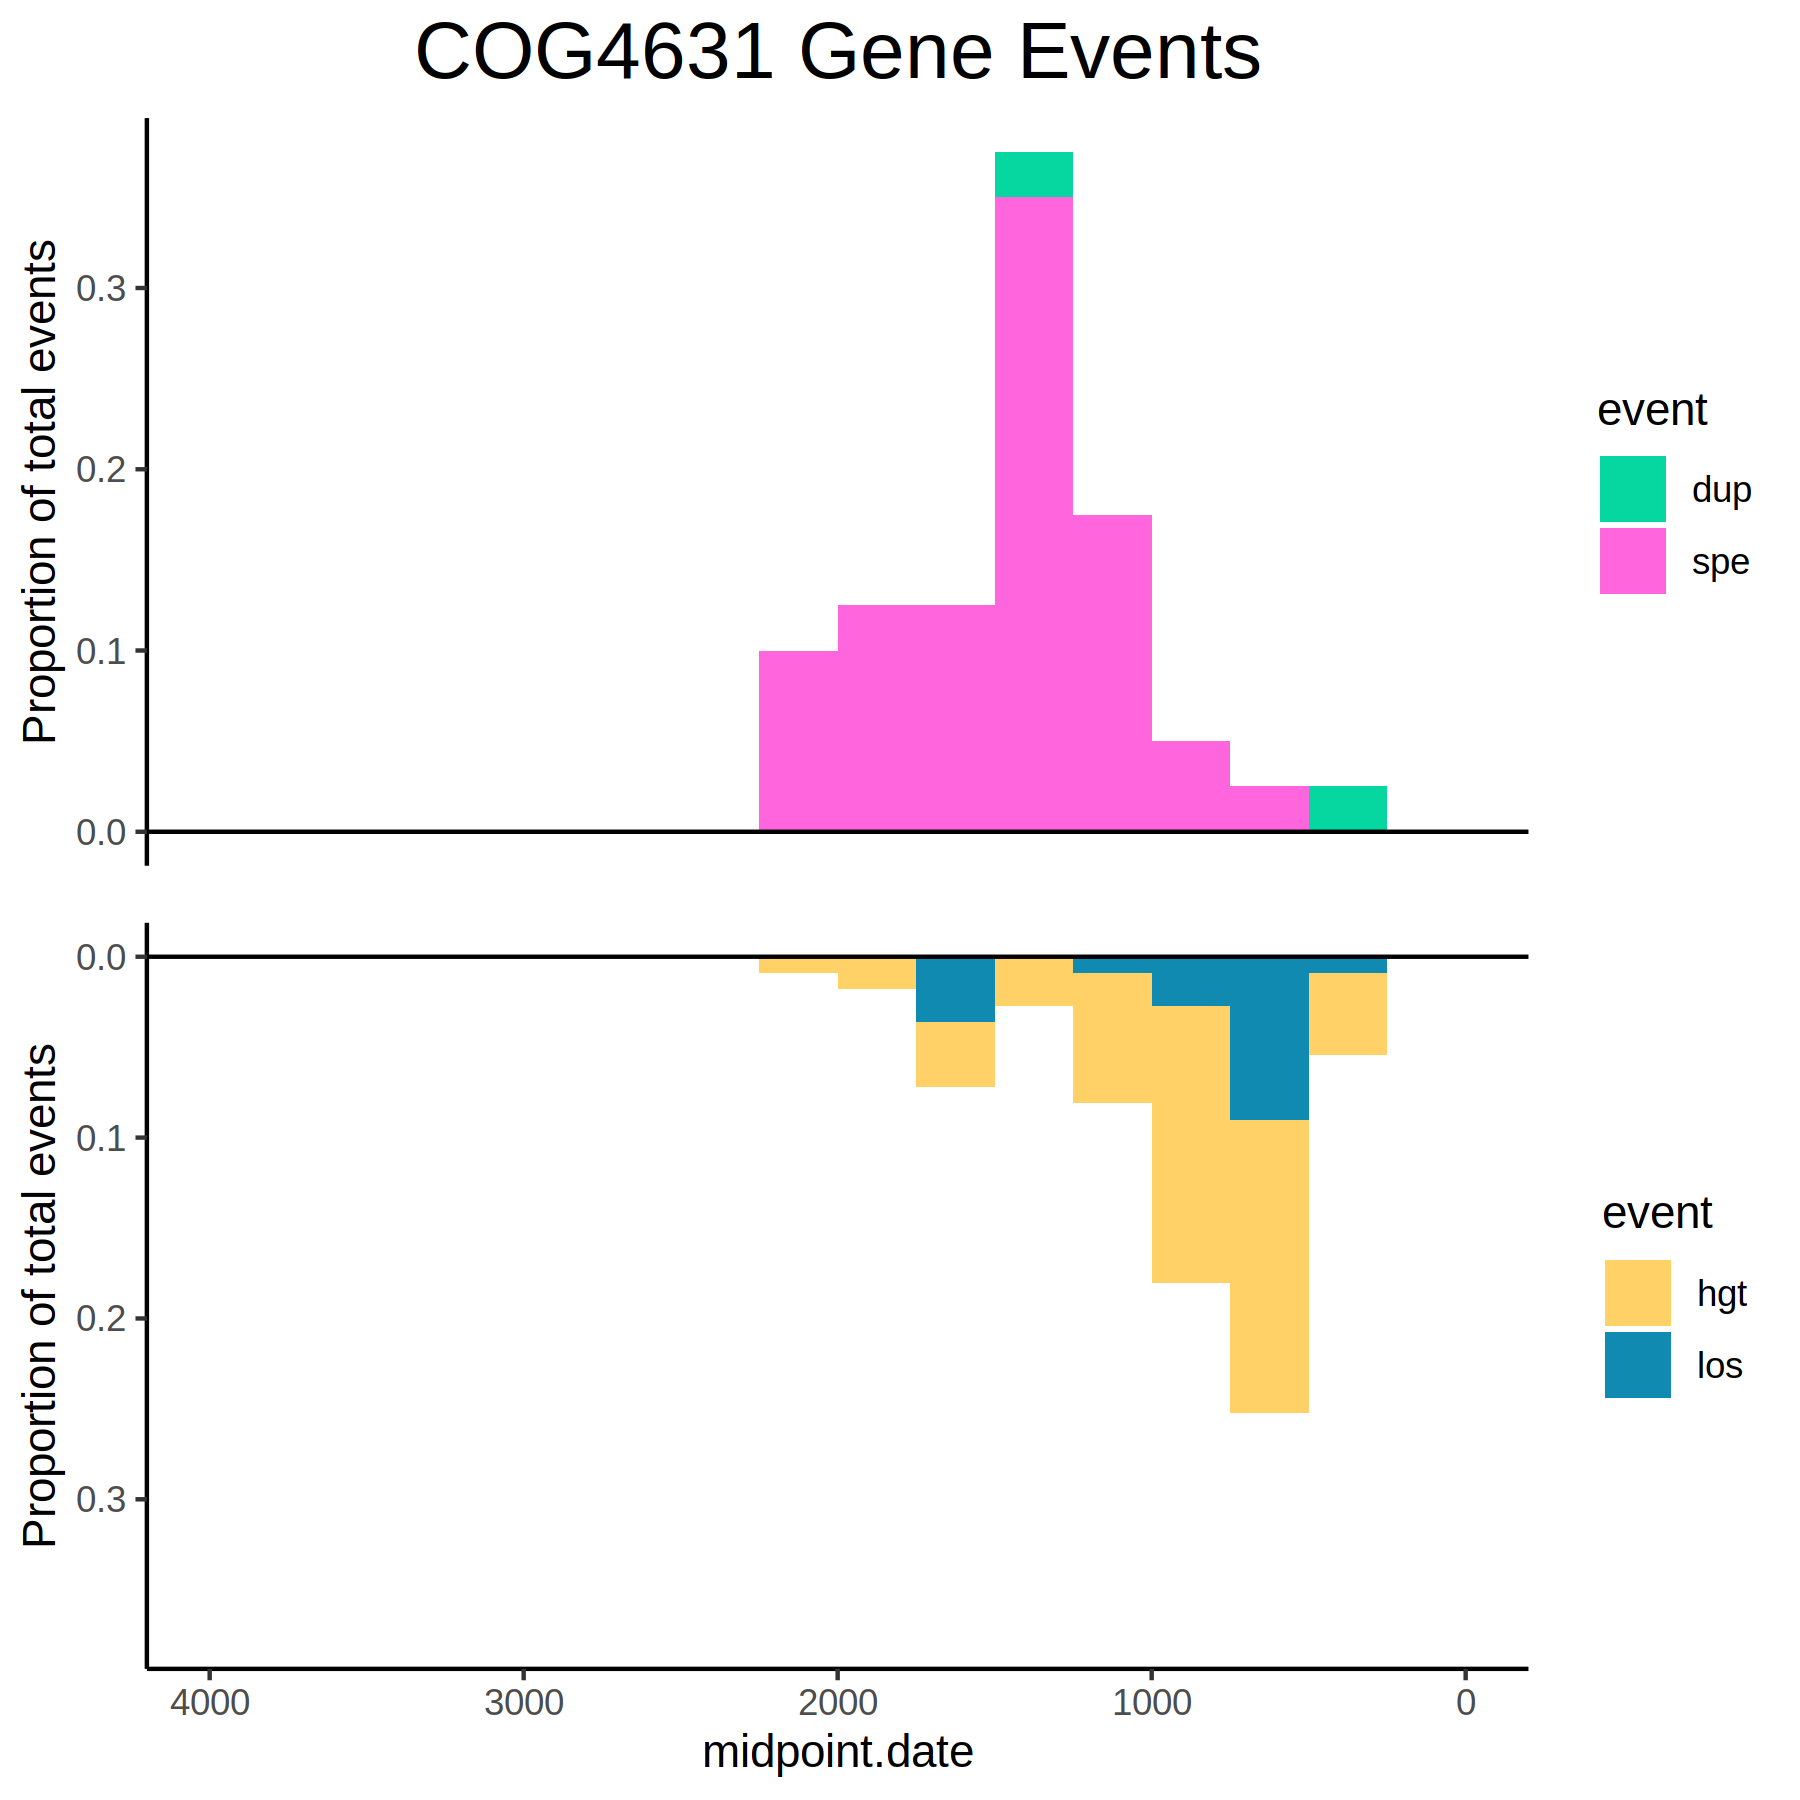 COG4631 Gene Events
Proportion of total events
0.3
0.2
0.1
0.0
event
dup
spe
Proportion of total events
0.0
0.1
0.2
0.3
event
hgt
los
4000 3000 2000 1000 0
midpoint.date